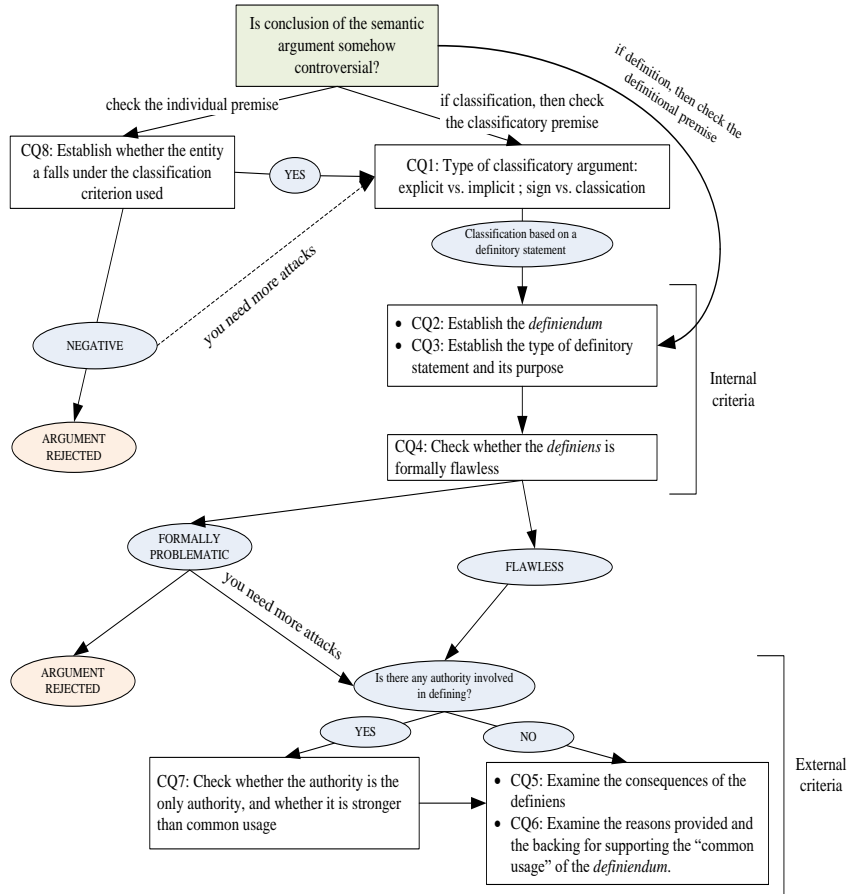 Is conclusion of the semantic
argument somehow
controversial?
if definition, then check the
definitional premise
check the individual premise
if classification, then check
the classificatory premise
CQ8: Establish whether the entity
a falls under the classification
criterion used
YES
CQ1: Type of classificatory argument:
explicit vs. implicit ; sign vs. classication
Classification based on a
definitory statement
you need more attacks
NEGATIVE
• CQ2: Establish the definiendum
• CQ3: Establish the type of definitory
statement and its purpose
Internal
criteria
ARGUMENT
REJECTED
CQ4: Check whether the definiens is
formally flawless
FORMALLY
PROBLEMATIC
FLAWLESS
you need more attacks
ARGUMENT
REJECTED
Is there any authority involved
in defining?
YES
NO
CQ7: Check whether the authority is the
only authority, and whether it is stronger
than common usage
• CQ5: Examine the consequences of the
definiens
• CQ6: Examine the reasons provided and
the backing for supporting the “common
usage” of the definiendum.
External
criteria